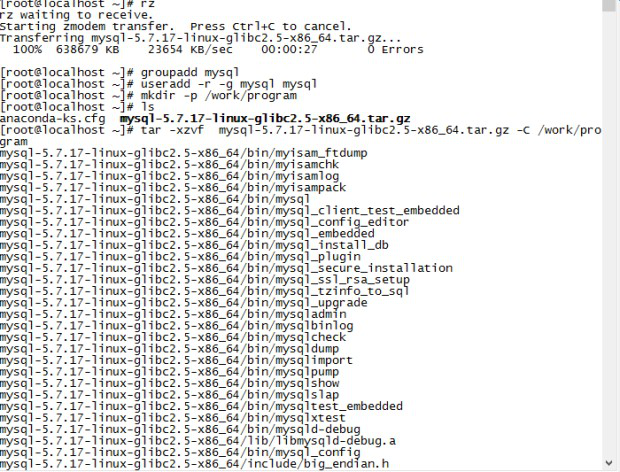 [root@localhost ~]# rz
rz waiting to receive.
Starting zmodem transfer.  Press Ctrl+C to cancel.
Transferring mysql-5.7.17-linux-glibc2.5-x86_64.tar.gz...
  100%  638679 KB    23654 KB/sec    00:00:27       0 Errors
[root@localhost ~]# groupadd mysql
[root@localhost ~]# useradd -r -g mysql mysql
[root@localhost ~]# mkdir -p /work/program
[root@localhost ~]# ls
anaconda-ks.cfg  mysql-5.7.17-linux-glibc2.5-x86_64.tar.gz
[root@localhost ~]# tar -xzvf  mysql-5.7.17-linux-glibc2.5-x86_64.tar.gz -C /work/pro
gram
mysql-5.7.17-linux-glibc2.5-x86_64/bin/myisam_ftdump
mysql-5.7.17-linux-glibc2.5-x86_64/bin/myisamchk
mysql-5.7.17-linux-glibc2.5-x86_64/bin/myisamlog
mysql-5.7.17-linux-glibc2.5-x86_64/bin/myisampack
mysql-5.7.17-linux-glibc2.5-x86_64/bin/mysql
mysql-5.7.17-linux-glibc2.5-x86_64/bin/mysql_client_test_embedded
mysql-5.7.17-linux-glibc2.5-x86_64/bin/mysql_config_editor
mysql-5.7.17-linux-glibc2.5-x86_64/bin/mysql_embedded
mysql-5.7.17-linux-glibc2.5-x86_64/bin/mysql_install_db
mysql-5.7.17-linux-glibc2.5-x86_64/bin/mysql_plugin
mysql-5.7.17-linux-glibc2.5-x86_64/bin/mysql_secure_installation
mysql-5.7.17-linux-glibc2.5-x86_64/bin/mysql_ssl_rsa_setup
mysql-5.7.17-linux-glibc2.5-x86_64/bin/mysql_tzinfo_to_sql
mysql-5.7.17-linux-glibc2.5-x86_64/bin/mysql_upgrade
mysql-5.7.17-linux-glibc2.5-x86_64/bin/mysqladmin
mysql-5.7.17-linux-glibc2.5-x86_64/bin/mysqlbinlog
mysql-5.7.17-linux-glibc2.5-x86_64/bin/mysqlcheck
mysql-5.7.17-linux-glibc2.5-x86_64/bin/mysqldump
mysql-5.7.17-linux-glibc2.5-x86_64/bin/mysqlimport
mysql-5.7.17-linux-glibc2.5-x86_64/bin/mysqlpump
mysql-5.7.17-linux-glibc2.5-x86_64/bin/mysqlshow
mysql-5.7.17-linux-glibc2.5-x86_64/bin/mysqlslap
mysql-5.7.17-linux-glibc2.5-x86_64/bin/mysqltest_embedded
mysql-5.7.17-linux-glibc2.5-x86_64/bin/mysqlxtest
mysql-5.7.17-linux-glibc2.5-x86_64/bin/mysqld-debug
mysql-5.7.17-linux-glibc2.5-x86_64/lib/libmysqld-debug.a
mysql-5.7.17-linux-glibc2.5-x86_64/bin/mysql_config
mysql-5.7.17-linux-glibc2.5-x86_64/include/big_endian.h